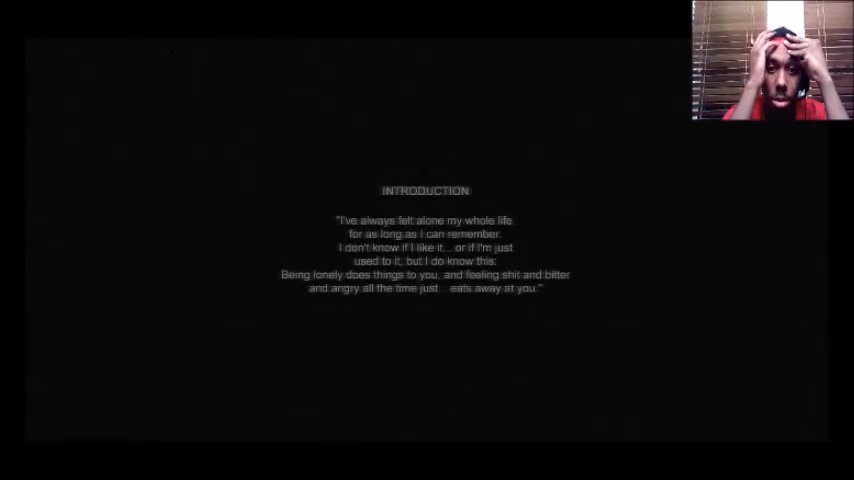 INTRODUCTION
"I've always felt alone my whole life
for as long as I can remember.
I don't know if I like it... or if I'm just
used to it, but I do know this:
Being lonely does things to you, and feeling shit and bitter
and angry all the time just... eats away at you."